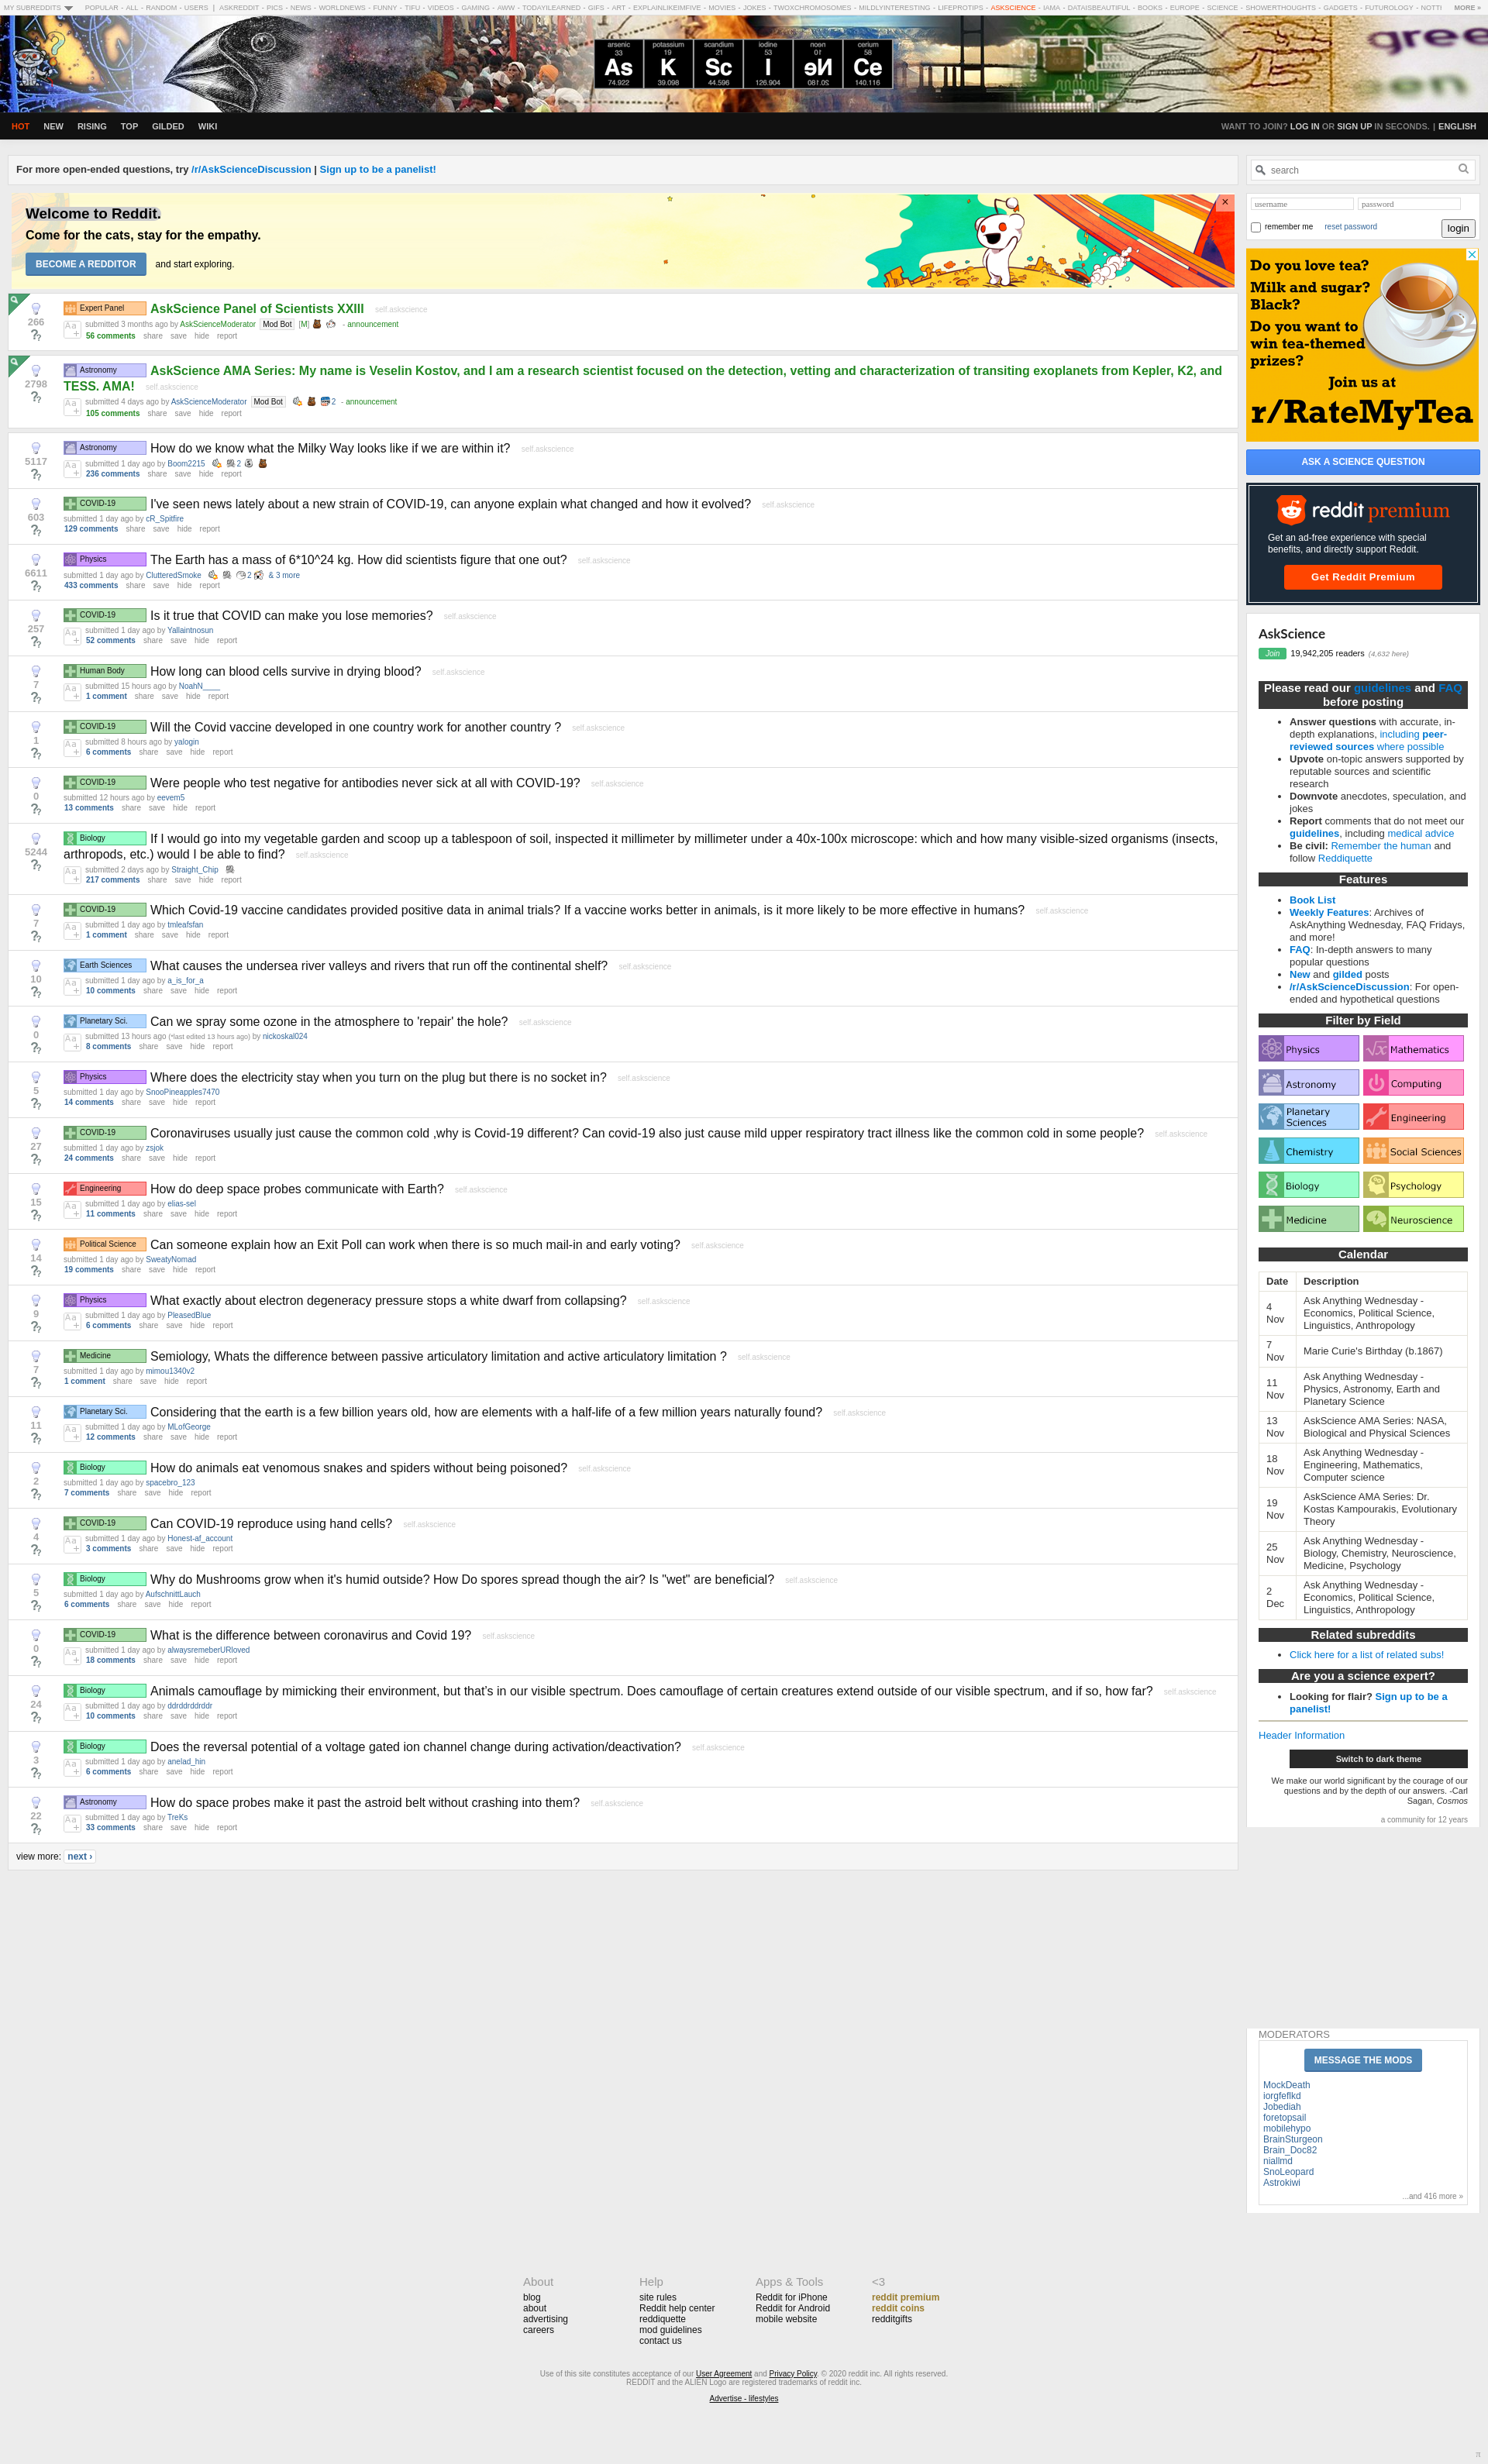 MY SUBREDDITS POPULAR - ALL - RANDOM - USERS | ASKREDDIT - PICS - NEWS - WORLDNEWS - FUNNY - TIFU - VIDEOS - GAMING - AWW - TODAYILEARNED - GIFS - ART - EXPLAINLIKEIMFIVE - MOVIES - JOKES - TWOXCHROMOSOMES - MILDLYINTERESTING - LIFEPROTIPS - ASKSCIENCE - IAMA - DATAISBEAUTIFUL - BOOKS - EUROPE - SCIENCE - SHOWERTHOUGHTS - GADGETS - FUTUROLOGY - NOTTI MORE »
arsenic 33 As 74.922
potassium 19 K 39.098
scandium 21 Sc 44.596
iodine 53 I 126.904
neon
cerium 58 Ce 140.116
gree
en
HOT NEW RISING TOP GILDED WIKI
WANT TO JOIN? LOG IN OR SIGN UP IN SECONDS. | ENGLISH
For more open-ended questions, try /r/AskScienceDiscussion | Sign up to be a panelist!
Welcome to Reddit.
Come for the cats, stay for the empathy.
BECOME A REDDITOR and start exploring.
×
266
Expert Panel AskScience Panel of Scientists XXIII self.askscience
submitted 3 months ago by AskScienceModerator Mod Bot [M] - announcement
56 comments share save hide report
2798
Astronomy AskScience AMA Series: My name is Veselin Kostov, and I am a research scientist focused on the detection, vetting and characterization of transiting exoplanets from Kepler, K2, and
TESS. AMA! self.askscience
submitted 4 days ago by AskScienceModerator Mod Bot 2 - announcement
105 comments share save hide report
5117
Astronomy How do we know what the Milky Way looks like if we are within it? self.askscience
submitted 1 day ago by Boom2215 2
236 comments share save hide report
603
COVID-19 I've seen news lately about a new strain of COVID-19, can anyone explain what changed and how it evolved? self.askscience
submitted 1 day ago by cR_Spitfire
129 comments share save hide report
6611
Physics The Earth has a mass of 6*10^24 kg. How did scientists figure that one out? self.askscience
submitted 1 day ago by ClutteredSmoke 2 & 3 more
433 comments share save hide report
257
COVID-19 Is it true that COVID can make you lose memories? self.askscience
submitted 1 day ago by Yallaintnosun
52 comments share save hide report
7
Human Body How long can blood cells survive in drying blood? self.askscience
submitted 15 hours ago by NoahN____
1 comment share save hide report
1
COVID-19 Will the Covid vaccine developed in one country work for another country ? self.askscience
submitted 8 hours ago by yalogin
6 comments share save hide report
0
COVID-19 Were people who test negative for antibodies never sick at all with COVID-19? self.askscience
submitted 12 hours ago by eevem5
13 comments share save hide report
5244
Biology If I would go into my vegetable garden and scoop up a tablespoon of soil, inspected it millimeter by millimeter under a 40x-100x microscope: which and how many visible-sized organisms (insects,
arthropods, etc.) would I be able to find? self.askscience
submitted 2 days ago by Straight_Chip
217 comments share save hide report
7
COVID-19 Which Covid-19 vaccine candidates provided positive data in animal trials? If a vaccine works better in animals, is it more likely to be more effective in humans? self.askscience
submitted 1 day ago by tmleafsfan
1 comment share save hide report
10
Earth Sciences What causes the undersea river valleys and rivers that run off the continental shelf? self.askscience
submitted 1 day ago by a_is_for_a
10 comments share save hide report
0
Planetary Sci. Can we spray some ozone in the atmosphere to 'repair' the hole? self.askscience
submitted 13 hours ago (*last edited 13 hours ago) by nickoskal024
8 comments share save hide report
5
Physics Where does the electricity stay when you turn on the plug but there is no socket in? self.askscience
submitted 1 day ago by SnooPineapples7470
14 comments share save hide report
27
COVID-19 Coronaviruses usually just cause the common cold ,why is Covid-19 different? Can covid-19 also just cause mild upper respiratory tract illness like the common cold in some people? self.askscience
submitted 1 day ago by zsjok
24 comments share save hide report
15
Engineering How do deep space probes communicate with Earth? self.askscience
submitted 1 day ago by elias-sel
11 comments share save hide report
14
Political Science Can someone explain how an Exit Poll can work when there is so much mail-in and early voting? self.askscience
submitted 1 day ago by SweatyNomad
19 comments share save hide report
9
Physics What exactly about electron degeneracy pressure stops a white dwarf from collapsing? self.askscience
submitted 1 day ago by PleasedBlue
6 comments share save hide report
7
Medicine Semiology, Whats the difference between passive articulatory limitation and active articulatory limitation ? self.askscience
submitted 1 day ago by mimou1340v2
1 comment share save hide report
11
Planetary Sci. Considering that the earth is a few billion years old, how are elements with a half-life of a few million years naturally found? self.askscience
submitted 1 day ago by MLofGeorge
12 comments share save hide report
2
Biology How do animals eat venomous snakes and spiders without being poisoned? self.askscience
submitted 1 day ago by spacebro_123
7 comments share save hide report
4
COVID-19 Can COVID-19 reproduce using hand cells? self.askscience
submitted 1 day ago by Honest-af_account
3 comments share save hide report
5
Biology Why do Mushrooms grow when it's humid outside? How Do spores spread though the air? Is "wet" are beneficial? self.askscience
submitted 1 day ago by AufschnittLauch
6 comments share save hide report
0
COVID-19 What is the difference between coronavirus and Covid 19? self.askscience
submitted 1 day ago by alwaysremeberURloved
18 comments share save hide report
24
Biology Animals camouflage by mimicking their environment, but that's in our visible spectrum. Does camouflage of certain creatures extend outside of our visible spectrum, and if so, how far? self.askscience
submitted 1 day ago by ddrddrddrddr
10 comments share save hide report
3
Biology Does the reversal potential of a voltage gated ion channel change during activation/deactivation? self.askscience
submitted 1 day ago by anelad_hin
6 comments share save hide report
22
Astronomy How do space probes make it past the astroid belt without crashing into them? self.askscience
submitted 1 day ago by TreKs
33 comments share save hide report
view more: next ›
search
username password
remember me reset password login
Do you love tea?
Milk and sugar?
Black?
Do you want to
win tea-themed
prizes?
Join us at
r/RateMyTea
ASK A SCIENCE QUESTION
reddit premium
Get an ad-free experience with special
benefits, and directly support Reddit.
Get Reddit Premium
AskScience
Join 19,942,205 readers (4,632 here)
Please read our guidelines and FAQ
before posting
Answer questions with accurate, in-
depth explanations, including peer-
reviewed sources where possible
Upvote on-topic answers supported by
reputable sources and scientific
research
Downvote anecdotes, speculation, and
jokes
Report comments that do not meet our
guidelines, including medical advice
Be civil: Remember the human and
follow Reddiquette
Features
Book List
Weekly Features: Archives of
AskAnything Wednesday, FAQ Fridays,
and more!
FAQ: In-depth answers to many
popular questions
New and gilded posts
/r/AskScienceDiscussion: For open-
ended and hypothetical questions
Filter by Field
Physics Mathematics
Astronomy Computing
Planetary Sciences Engineering
Chemistry Social Sciences
Biology Psychology
Medicine Neuroscience
Calendar
Date Description
4 Nov Ask Anything Wednesday -
Economics, Political Science,
Linguistics, Anthropology
7 Nov Marie Curie's Birthday (b.1867)
11 Nov Ask Anything Wednesday -
Physics, Astronomy, Earth and
Planetary Science
13 Nov AskScience AMA Series: NASA,
Biological and Physical Sciences
18 Nov Ask Anything Wednesday -
Engineering, Mathematics,
Computer science
19 Nov AskScience AMA Series: Dr.
Kostas Kampourakis, Evolutionary
Theory
25 Nov Ask Anything Wednesday -
Biology, Chemistry, Neuroscience,
Medicine, Psychology
2 Dec Ask Anything Wednesday -
Economics, Political Science,
Linguistics, Anthropology
Related subreddits
Click here for a list of related subs!
Are you a science expert?
Looking for flair? Sign up to be a
panelist!
Header Information
Switch to dark theme
We make our world significant by the courage of our
questions and by the depth of our answers. -Carl
Sagan, Cosmos
a community for 12 years
MODERATORS
MESSAGE THE MODS
MockDeath
iorgfeflkd
Jobediah
foretopsail
mobilehypo
BrainSturgeon
Brain_Doc82
niallmd
SnoLeopard
Astrokiwi
...and 416 more »
About
blog
about
advertising
careers
Help
site rules
Reddit help center
reddiquette
mod guidelines
contact us
Apps & Tools
Reddit for iPhone
Reddit for Android
mobile website
<3
reddit premium
reddit coins
redditgifts
Use of this site constitutes acceptance of our User Agreement and Privacy Policy. © 2020 reddit inc. All rights reserved.
REDDIT and the ALIEN Logo are registered trademarks of reddit inc.
Advertise - lifestyles
π